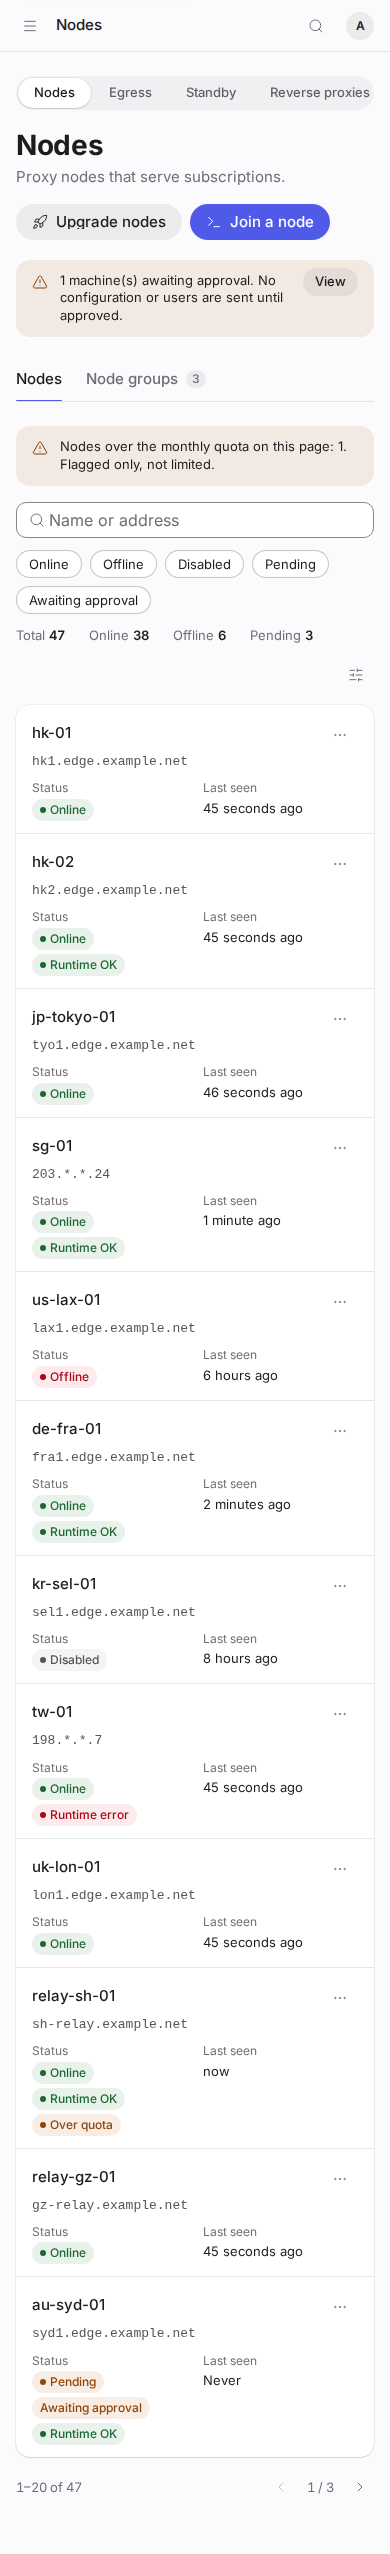 Nodes
A
Nodes Egress Standby Reverse proxies
Nodes
Proxy nodes that serve subscriptions.
Upgrade nodes Join a node
1 machine(s) awaiting approval. No
configuration or users are sent until
approved.
View
Nodes Node groups 3
Nodes over the monthly quota on this page: 1.
Flagged only, not limited.
Name or address
Online Offline Disabled Pending
Awaiting approval
Total 47 Online 38 Offline 6 Pending 3
hk-01
hk1.edge.example.net
Status Last seen
Online 45 seconds ago
hk-02
hk2.edge.example.net
Status Last seen
Online 45 seconds ago
Runtime OK
jp-tokyo-01
tyo1.edge.example.net
Status Last seen
Online 46 seconds ago
sg-01
203.*.*.24
Status Last seen
Online 1 minute ago
Runtime OK
us-lax-01
lax1.edge.example.net
Status Last seen
Offline 6 hours ago
de-fra-01
fra1.edge.example.net
Status Last seen
Online 2 minutes ago
Runtime OK
kr-sel-01
sel1.edge.example.net
Status Last seen
Disabled 8 hours ago
tw-01
198.*.*.7
Status Last seen
Online 45 seconds ago
Runtime error
uk-lon-01
lon1.edge.example.net
Status Last seen
Online 45 seconds ago
relay-sh-01
sh-relay.example.net
Status Last seen
Online now
Runtime OK
Over quota
relay-gz-01
gz-relay.example.net
Status Last seen
Online 45 seconds ago
au-syd-01
syd1.edge.example.net
Status Last seen
Pending Never
Awaiting approval
Runtime OK
1–20 of 47 1 / 3